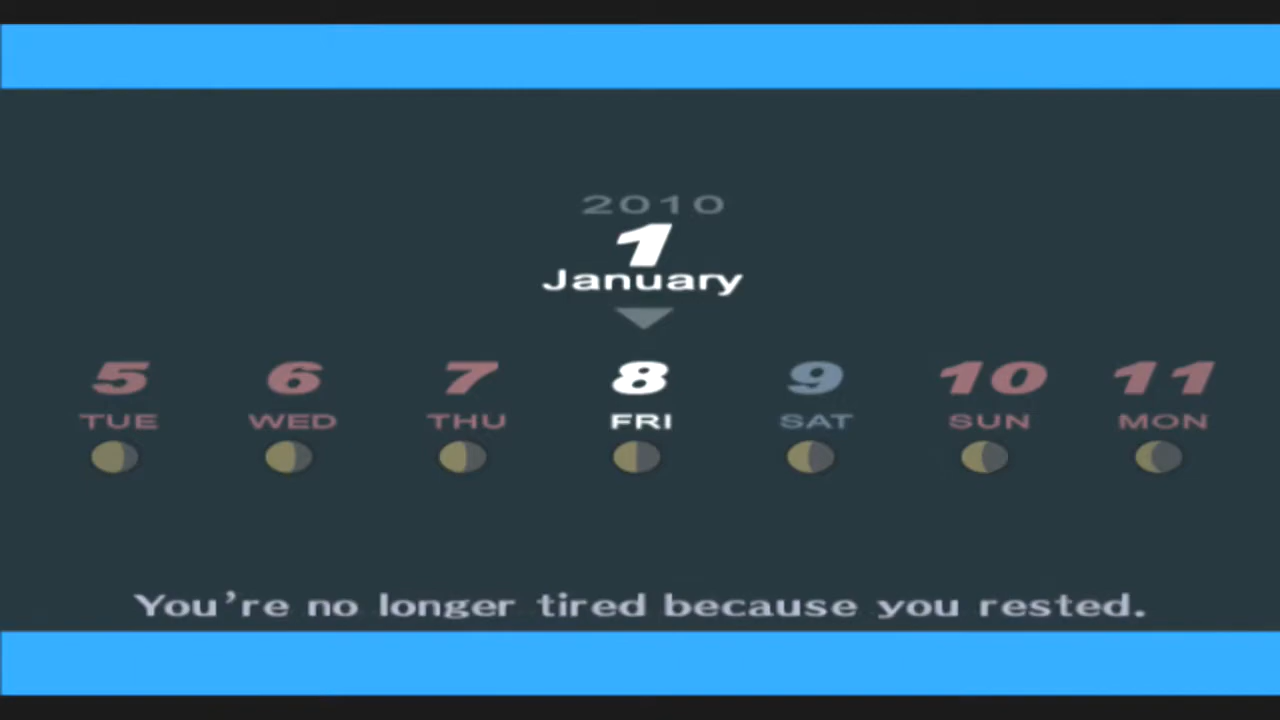 2010
1
January
5 6 7 8 9 10 11
TUE WED THU FRI SAT SUN MON
You're no longer tired because you rested.